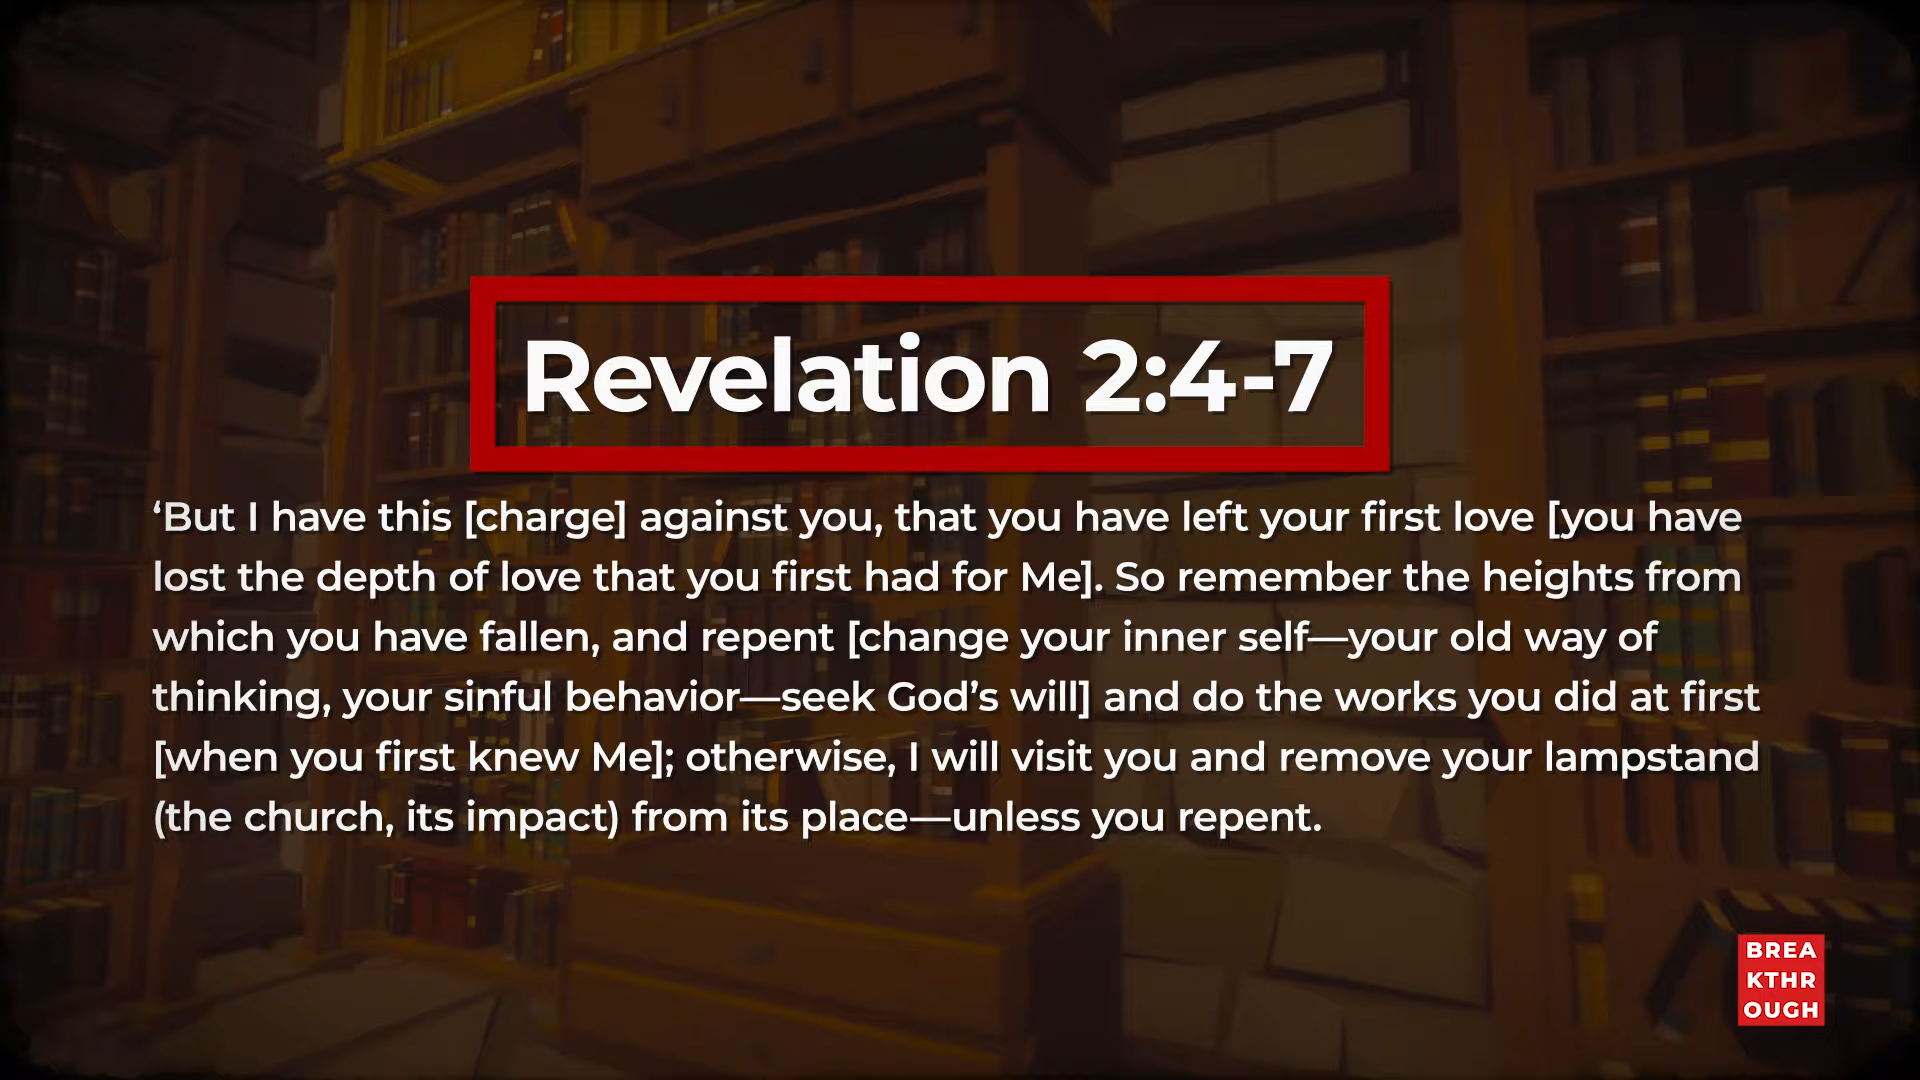 Revelation 2:4-7
‘But I have this [charge] against you, that you have left your first love [you have
lost the depth of love that you first had for Me]. So remember the heights from
which you have fallen, and repent [change your inner self—your old way of
thinking, your sinful behavior—seek God’s will] and do the works you did at first
[when you first knew Me]; otherwise, I will visit you and remove your lampstand
(the church, its impact) from its place—unless you repent.
BREA
KTHR
OUGH